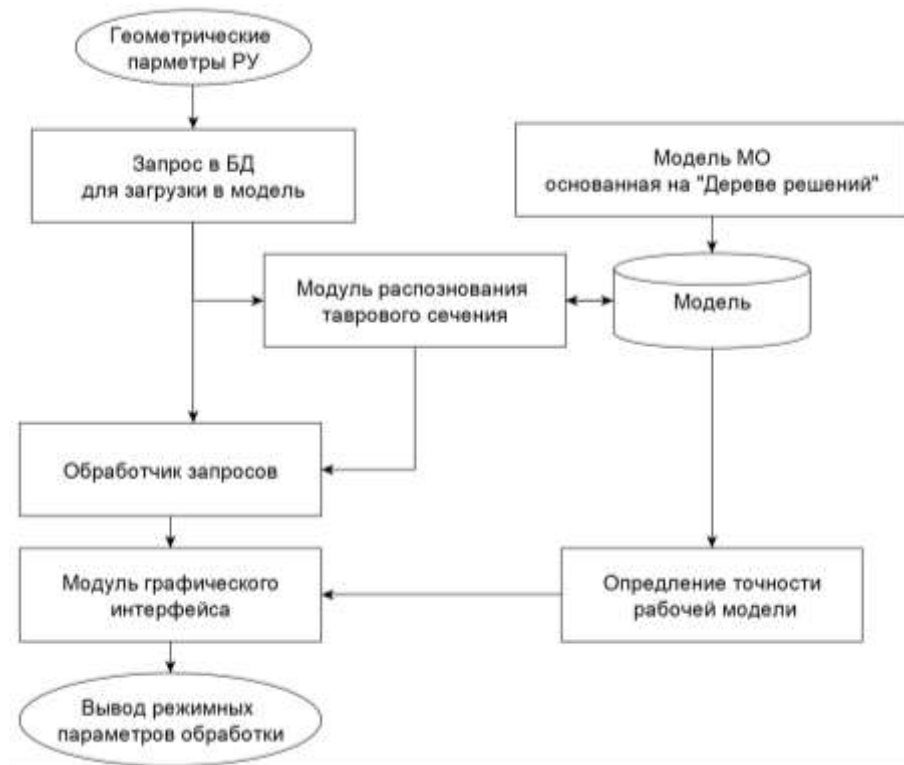 Геометрические
парметры РУ
Запрос в БД
для загрузки в модель
Модель МО
основанная на "Дереве решений"
Модуль распознования
таврового сечения
Модель
Обработчик запросов
Модуль графического
интерфейса
Опредление точности
рабочей модели
Вывод режимных
параметров обработки